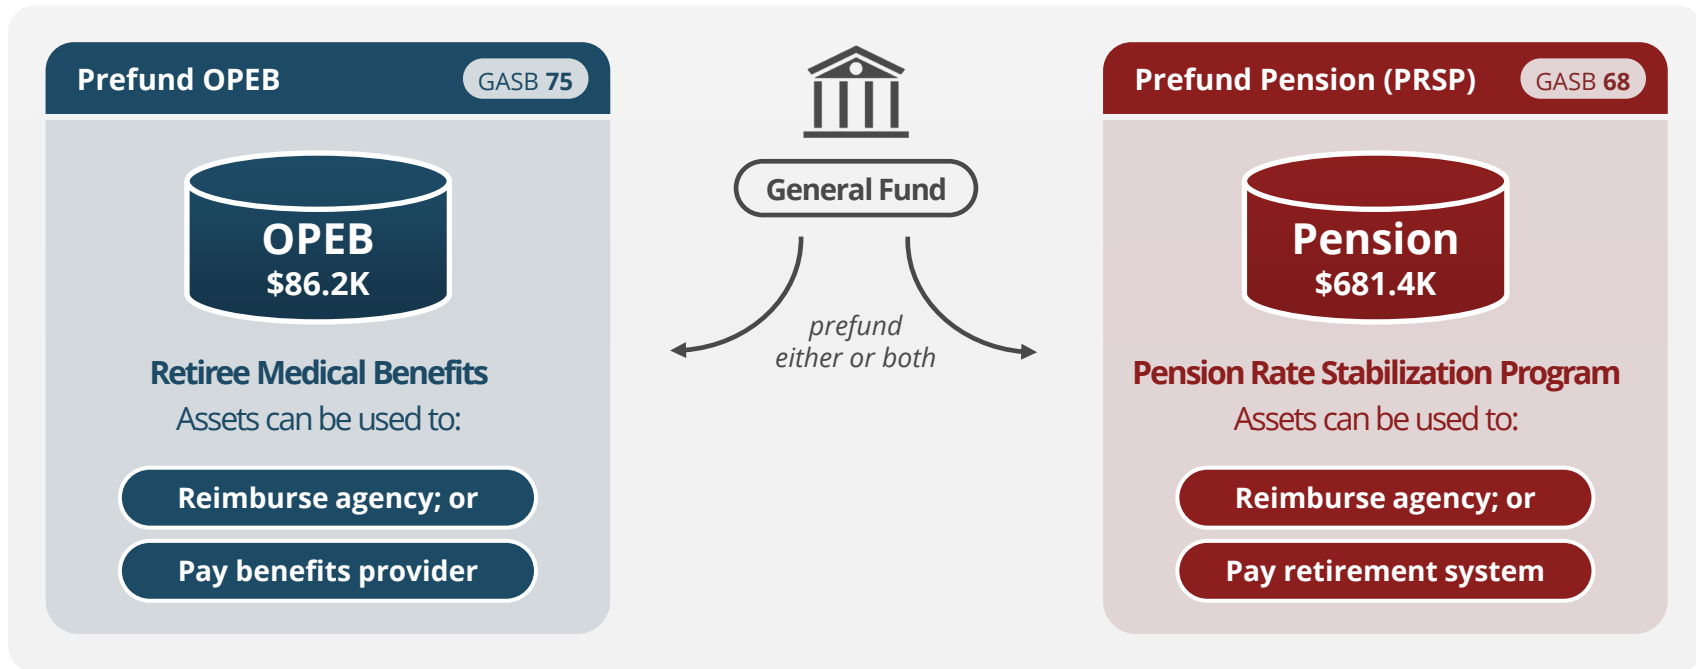 Prefund OPEB
GASB 75
OPEB
$86.2K
Retiree Medical Benefits
Assets can be used to:
Reimburse agency; or
Pay benefits provider
General Fund
prefund
either or both
Prefund Pension (PRSP)
GASB 68
Pension
$681.4K
Pension Rate Stabilization Program
Assets can be used to:
Reimburse agency; or
Pay retirement system